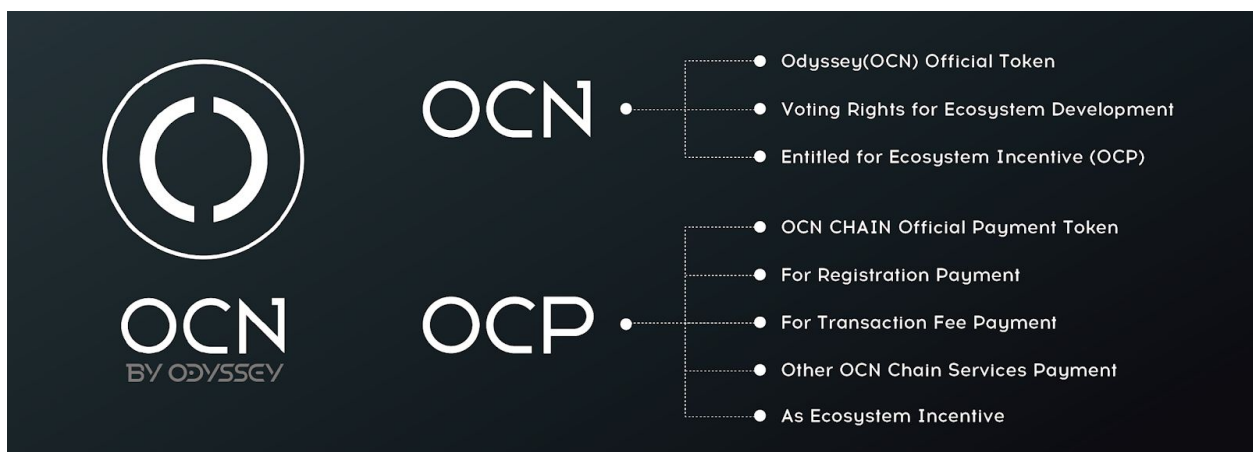 OCN
BY ODYSSEY
OCN
Odyssey(OCN) Official Token
Voting Rights for Ecosystem Development
Entitled for Ecosystem Incentive (OCP)
OCP
OCN CHAIN Official Payment Token
For Registration Payment
For Transaction Fee Payment
Other OCN Chain Services Payment
As Ecosystem Incentive